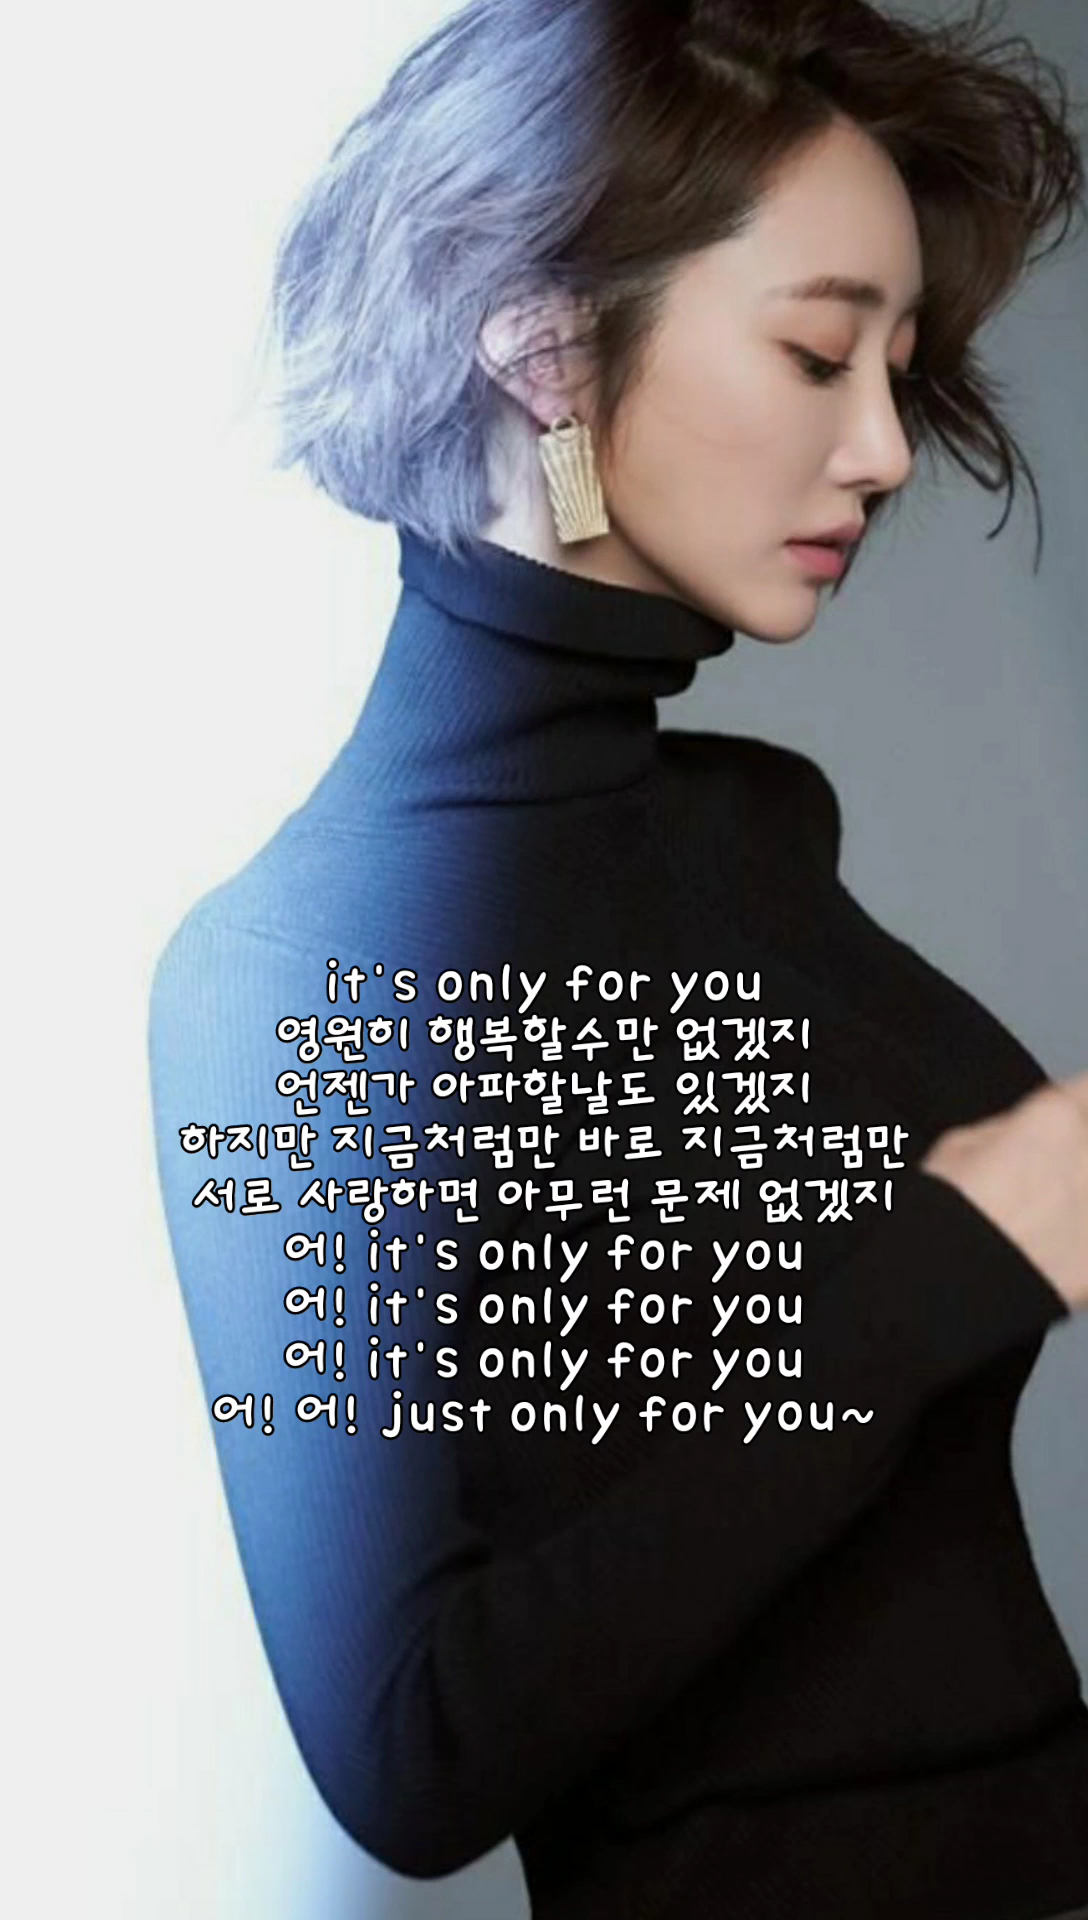 it's only for you
영원히 행복할수만 없겠지
언젠가 아파할날도 있겠지
하지만 지금처럼만 바로 지금처럼만
서로 사랑하면 아무런 문제 없겠지
어! it's only for you
어! it's only for you
어! it's only for you
어! 어! just only for you~